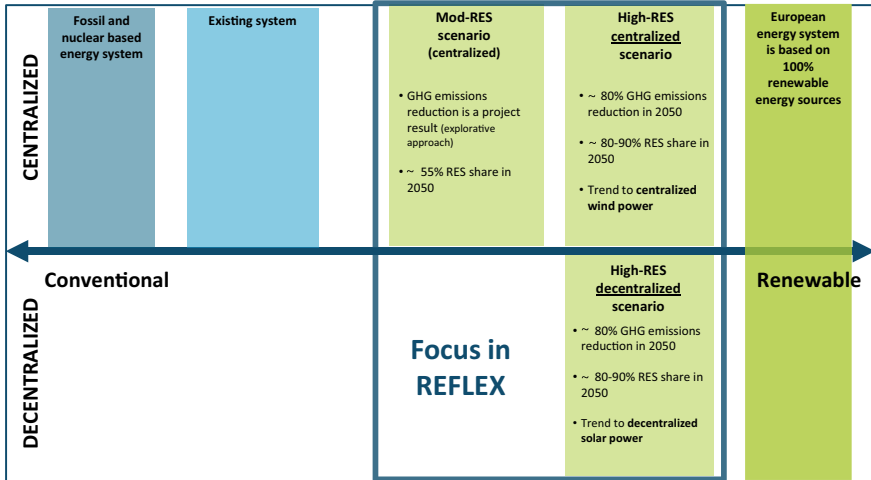 CENTRALIZED
Fossil and
nuclear based
energy system
Existing system
Mod-RES
scenario
(centralized)
• GHG emissions
reduction is a project
result (explorative
approach)
• ~ 55% RES share in
2050
High-RES
centralized
scenario
• ~ 80% GHG emissions
reduction in 2050
• ~ 80-90% RES share in
2050
• Trend to centralized
wind power
European
energy system
is based on
100%
renewable
energy sources
Conventional
Renewable
DECENTRALIZED
Focus in
REFLEX
High-RES
decentralized
scenario
• ~ 80% GHG emissions
reduction in 2050
• ~ 80-90% RES share in
2050
• Trend to decentralized
solar power